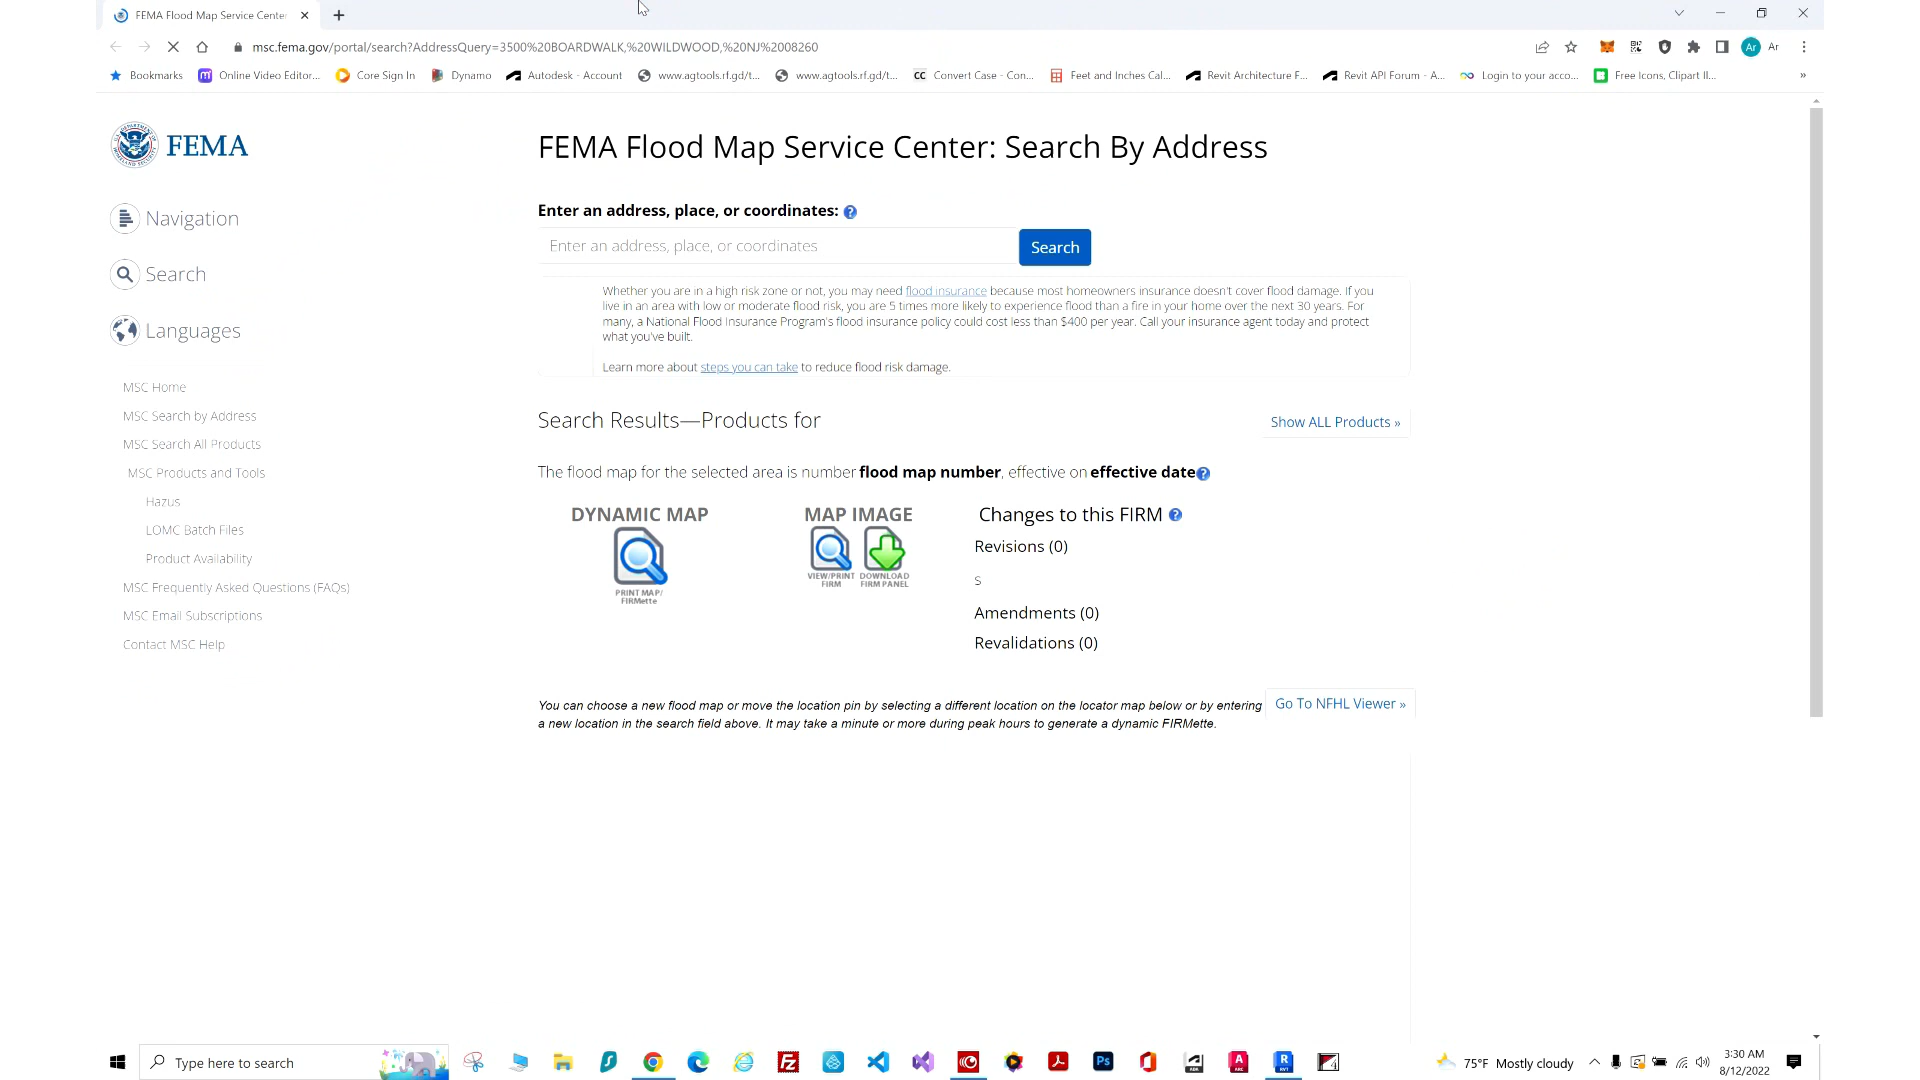 FEMA Flood Map Service Center
msc.fema.gov/portal/search?AddressQuery=3500%20BOARDWALK,%20WILDWOOD,%20NJ%2008260
Ar
Ar
Bookmarks
Online Video Editor...
Core Sign In
Dynamo
Autodesk - Account
www.agtools.rf.gd/t...
www.agtools.rf.gd/t...
CC
Convert Case - Con...
Feet and Inches Cal...
Revit Architecture F...
Revit API Forum - A...
Login to your acco...
Free Icons, Clipart Il...
»
FEMA
Navigation
Search
Languages
MSC Home
MSC Search by Address
MSC Search All Products
MSC Products and Tools
Hazus
LOMC Batch Files
Product Availability
MSC Frequently Asked Questions (FAQs)
MSC Email Subscriptions
Contact MSC Help
FEMA Flood Map Service Center: Search By Address
Enter an address, place, or coordinates: ?
Enter an address, place, or coordinates
Search
Whether you are in a high risk zone or not, you may need flood insurance because most homeowners insurance doesn't cover flood damage. If you
live in an area with low or moderate flood risk, you are 5 times more likely to experience flood than a fire in your home over the next 30 years. For
many, a National Flood Insurance Program's flood insurance policy could cost less than $400 per year. Call your insurance agent today and protect
what you've built.
Learn more about steps you can take to reduce flood risk damage.
Search Results—Products for
Show ALL Products »
The flood map for the selected area is number flood map number, effective on effective date ?
DYNAMIC MAP
PRINT MAP/
FIRMette
MAP IMAGE
VIEW/PRINT
FIRM
DOWNLOAD
FIRM PANEL
Changes to this FIRM ?
Revisions (0)
S
Amendments (0)
Revalidations (0)
You can choose a new flood map or move the location pin by selecting a different location on the locator map below or by entering
a new location in the search field above. It may take a minute or more during peak hours to generate a dynamic FIRMette.
Go To NFHL Viewer »
Type here to search
75°F Mostly cloudy
3:30 AM
8/12/2022